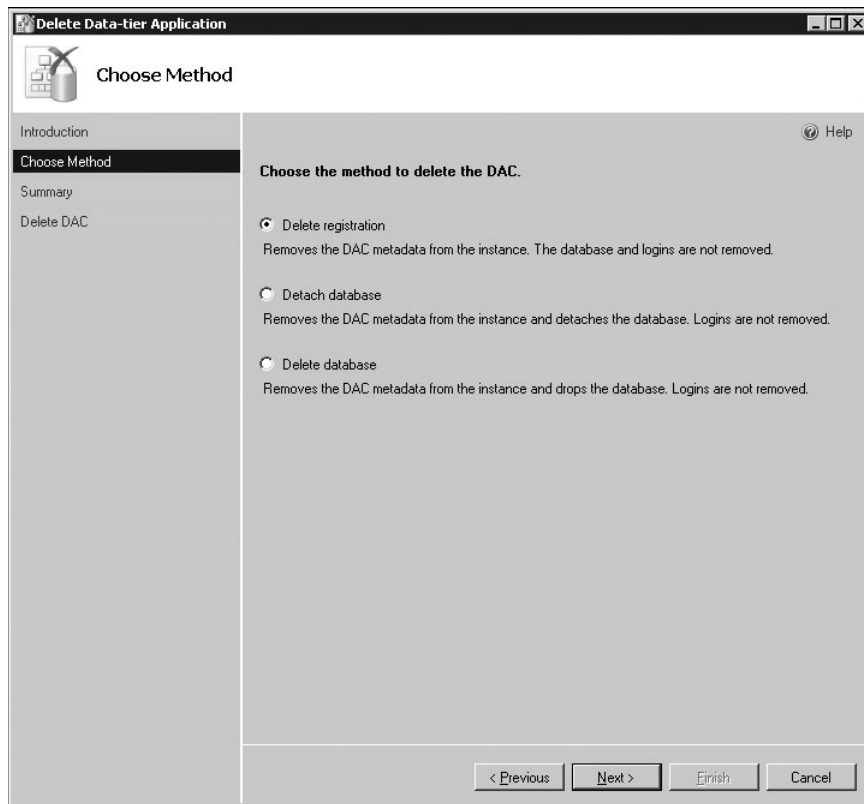 Delete Data-tier Application
Choose Method
Introduction
Help
Choose Method
Choose the method to delete the DAC.
Summary
Delete DAC
Delete registration
Removes the DAC metadata from the instance. The database and logins are not removed.
Detach database
Removes the DAC metadata from the instance and detaches the database. Logins are not removed.
Delete database
Removes the DAC metadata from the instance and drops the database. Logins are not removed.
< Previous
Next >
Finish
Cancel